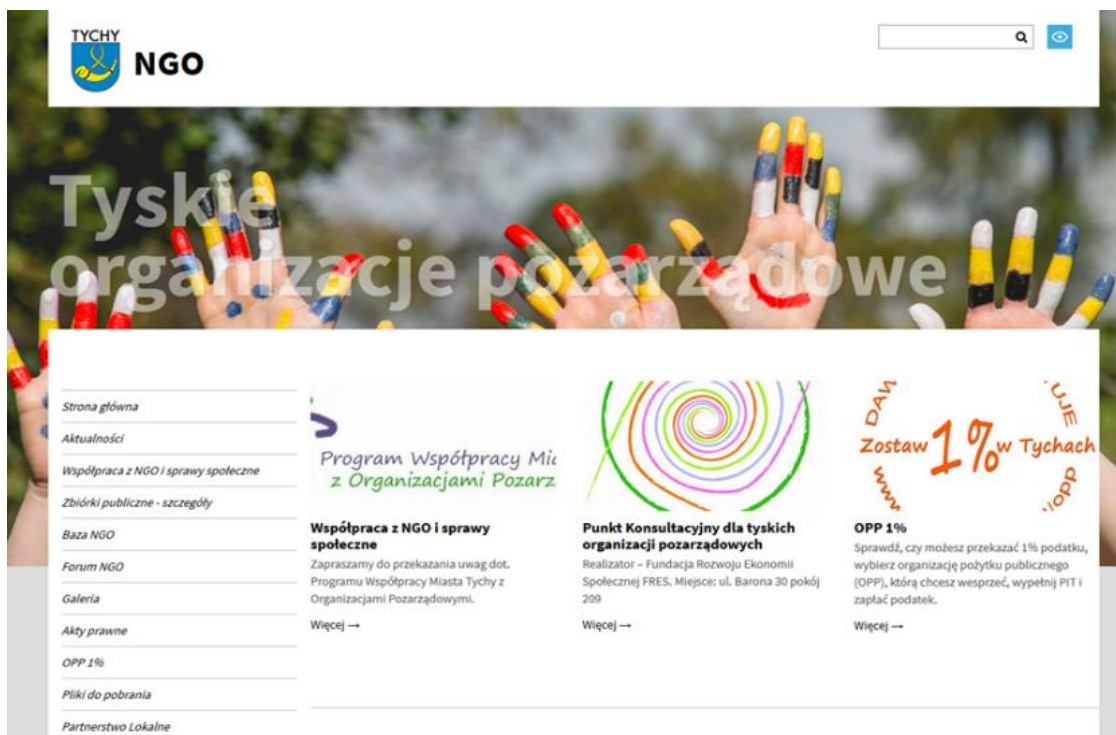 TYCHY
NGO
Tyskie
organizacje pozarządowe
Strona główna
Aktualności
Współpraca z NGO i sprawy społeczne
Zbiórki publiczne - szczegóły
Baza NGO
Forum NGO
Galeria
Akty prawne
OPP 1%
Pliki do pobrania
Partnerstwo Lokalne
Program Współpracy Mia
z Organizacjami Pozarz
Współpraca z NGO i sprawy
społeczne
Zapraszamy do przekazania uwag dot.
Programu Współpracy Miasta Tychy z
Organizacjami Pozarządowymi.
Więcej →
Punkt Konsultacyjny dla tyskich
organizacji pozarządowych
Realizator – Fundacja Rozwoju Ekonomii
Społecznej FRES. Miejsce: ul. Barona 30 pokój
209
Więcej →
Zostaw 1% w Tychach
OPP 1%
Sprawdź, czy możesz przekazać 1% podatku,
wybierz organizację pożytku publicznego
(OPP), którą chcesz wesprzeć, wypełnij PIT i
zapłać podatek.
Więcej →